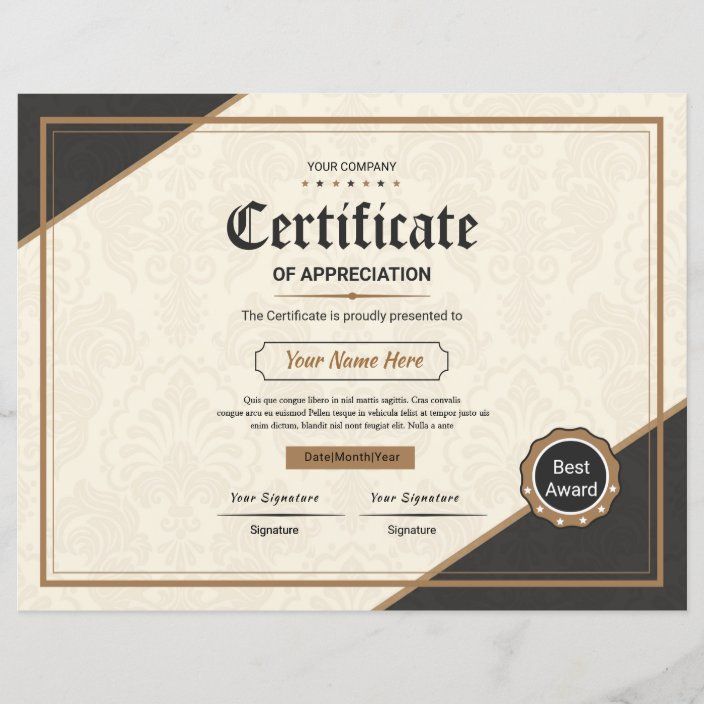 YOUR COMPANY
Certificate
OF APPRECIATION
The Certificate is proudly presented to
Your Name Here
Quis que congue libero in nisl mattis sagittis. Cras convalis
congue arcu eu euismod Pellen tesque in vehicula felist at tempor justo uis
enim dictum, blandit nisl nont feugiat elit. Nulla a ante
Date|Month|Year
Best
Award
Your Signature Your Signature
Signature Signature